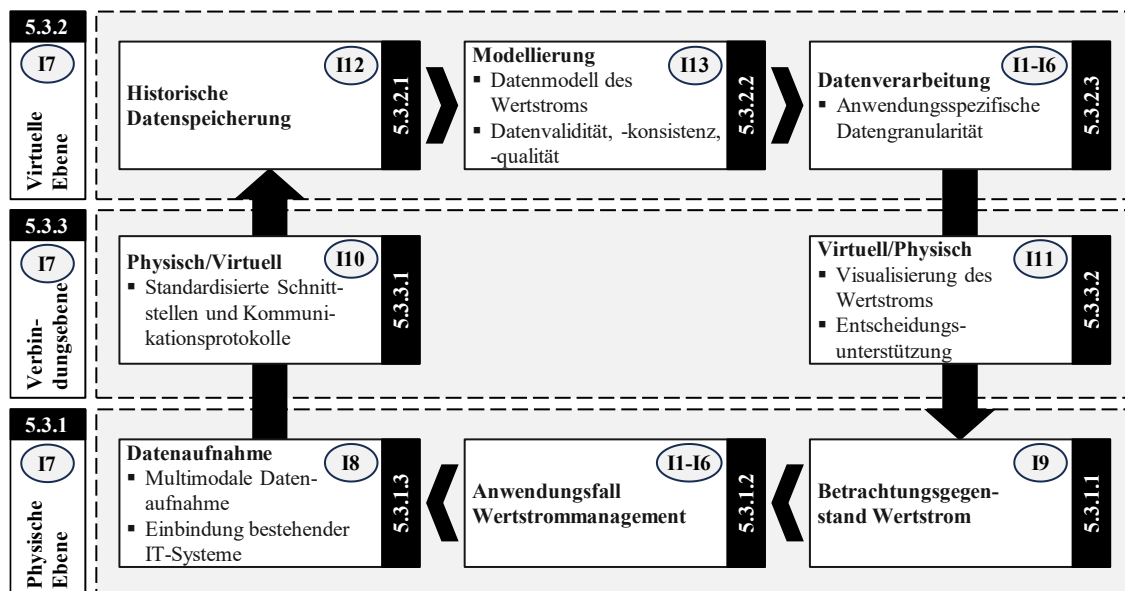 5.3.2
I7
Virtuelle
Ebene
Historische
Datenspeicherung
I12
5.3.2.1
Modellierung
I13
▪ Datenmodell des
Wertstroms
▪ Datenvalidität, -konsistenz,
-qualität
5.3.2.2
Datenverarbeitung
I1-I6
▪ Anwendungsspezifische
Datengranularität
5.3.2.3
5.3.3
I7
Verbin-
dungsebene
Physisch/Virtuell
I10
▪ Standardisierte Schnitt-
stellen und Kommuni-
kationsprotokolle
5.3.3.1
Virtuell/Physisch
I11
▪ Visualisierung des
Wertstroms
▪ Entscheidungs-
unterstützung
5.3.3.2
5.3.1
I7
Physische
Ebene
Datenaufnahme
I8
▪ Multimodale Daten-
aufnahme
▪ Einbindung bestehender
IT-Systeme
5.3.1.3
Anwendungsfall
Wertstrommanagement
I1-I6
5.3.1.2
Betrachtungsgegen-
stand Wertstrom
I9
5.3.1.1